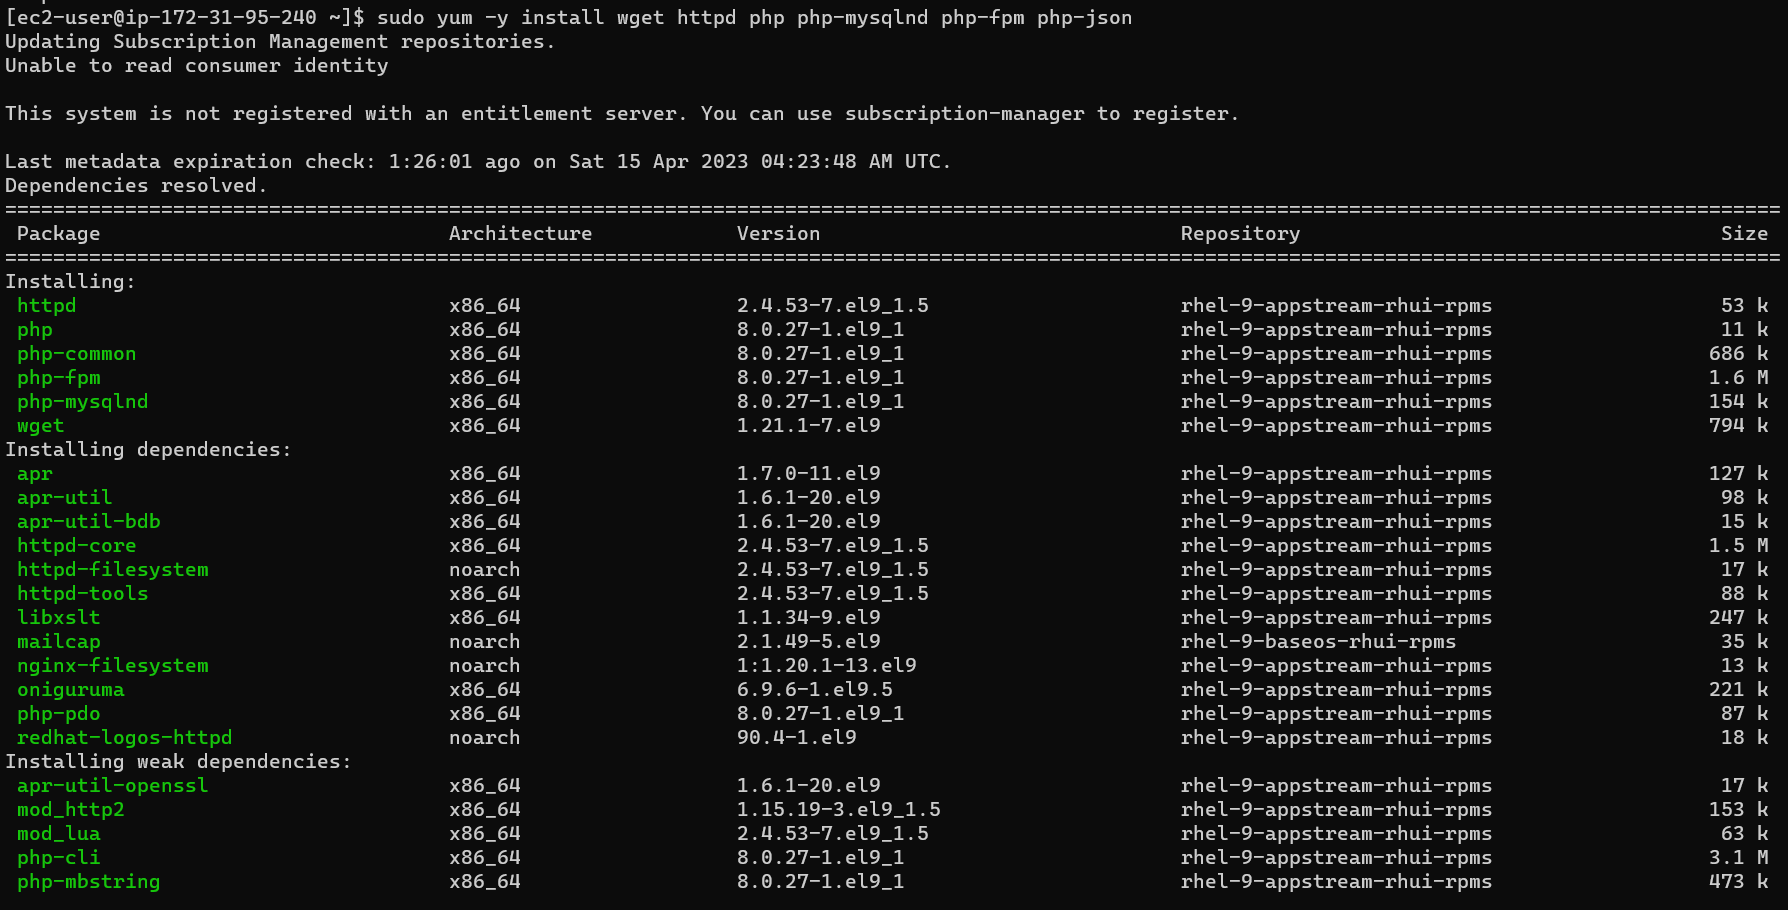 [ec2-user@ip-172-31-95-240 ~]$ sudo yum -y install wget httpd php php-mysqlnd php-fpm php-json
Updating Subscription Management repositories.
Unable to read consumer identity
This system is not registered with an entitlement server. You can use subscription-manager to register.
Last metadata expiration check: 1:26:01 ago on Sat 15 Apr 2023 04:23:48 AM UTC.
Dependencies resolved.
====================================================================================================================================================
Package Architecture Version Repository Size
====================================================================================================================================================
Installing:
httpd x86_64 2.4.53-7.el9_1.5 rhel-9-appstream-rhui-rpms 53 k
php x86_64 8.0.27-1.el9_1 rhel-9-appstream-rhui-rpms 11 k
php-common x86_64 8.0.27-1.el9_1 rhel-9-appstream-rhui-rpms 686 k
php-fpm x86_64 8.0.27-1.el9_1 rhel-9-appstream-rhui-rpms 1.6 M
php-mysqlnd x86_64 8.0.27-1.el9_1 rhel-9-appstream-rhui-rpms 154 k
wget x86_64 1.21.1-7.el9 rhel-9-appstream-rhui-rpms 794 k
Installing dependencies:
apr x86_64 1.7.0-11.el9 rhel-9-appstream-rhui-rpms 127 k
apr-util x86_64 1.6.1-20.el9 rhel-9-appstream-rhui-rpms 98 k
apr-util-bdb x86_64 1.6.1-20.el9 rhel-9-appstream-rhui-rpms 15 k
httpd-core x86_64 2.4.53-7.el9_1.5 rhel-9-appstream-rhui-rpms 1.5 M
httpd-filesystem noarch 2.4.53-7.el9_1.5 rhel-9-appstream-rhui-rpms 17 k
httpd-tools x86_64 2.4.53-7.el9_1.5 rhel-9-appstream-rhui-rpms 88 k
libxslt x86_64 1.1.34-9.el9 rhel-9-appstream-rhui-rpms 247 k
mailcap noarch 2.1.49-5.el9 rhel-9-baseos-rhui-rpms 35 k
nginx-filesystem noarch 1:1.20.1-13.el9 rhel-9-appstream-rhui-rpms 13 k
oniguruma x86_64 6.9.6-1.el9.5 rhel-9-appstream-rhui-rpms 221 k
php-pdo x86_64 8.0.27-1.el9_1 rhel-9-appstream-rhui-rpms 87 k
redhat-logos-httpd noarch 90.4-1.el9 rhel-9-appstream-rhui-rpms 18 k
Installing weak dependencies:
apr-util-openssl x86_64 1.6.1-20.el9 rhel-9-appstream-rhui-rpms 17 k
mod_http2 x86_64 1.15.19-3.el9_1.5 rhel-9-appstream-rhui-rpms 153 k
mod_lua x86_64 2.4.53-7.el9_1.5 rhel-9-appstream-rhui-rpms 63 k
php-cli x86_64 8.0.27-1.el9_1 rhel-9-appstream-rhui-rpms 3.1 M
php-mbstring x86_64 8.0.27-1.el9_1 rhel-9-appstream-rhui-rpms 473 k